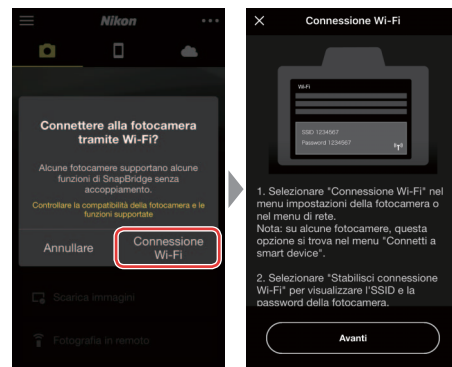 Nikon
Connettere alla fotocamera
tramite Wi-Fi?
Alcune fotocamere supportano alcune
funzioni di SnapBridge senza
accoppiamento.
Controllare la compatibilità della fotocamera e le
funzioni supportate
Annullare
Connessione
Wi-Fi
Scarica immagini
Fotografia in remoto
Connessione Wi-Fi
Wi-Fi
SSID 1234567
Password 1234567
1. Selezionare "Connessione Wi-Fi" nel
menu impostazioni della fotocamera o
nel menu di rete.
Nota: su alcune fotocamere, questa
opzione si trova nel menu "Connetti a
smart device".
2. Selezionare "Stabilisci connessione
Wi-Fi" per visualizzare l'SSID e la
password della fotocamera.
Avanti